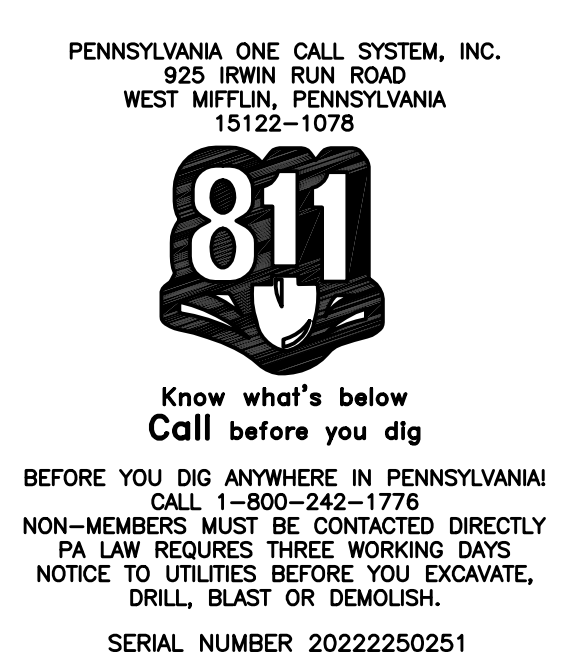 PENNSYLVANIA ONE CALL SYSTEM, INC.
925 IRWIN RUN ROAD
WEST MIFFLIN, PENNSYLVANIA
15122-1078
811
Know what's below
Call before you dig
BEFORE YOU DIG ANYWHERE IN PENNSYLVANIA!
CALL 1-800-242-1776
NON-MEMBERS MUST BE CONTACTED DIRECTLY
PA LAW REQURES THREE WORKING DAYS
NOTICE TO UTILITIES BEFORE YOU EXCAVATE,
DRILL, BLAST OR DEMOLISH.
SERIAL NUMBER 20222250251